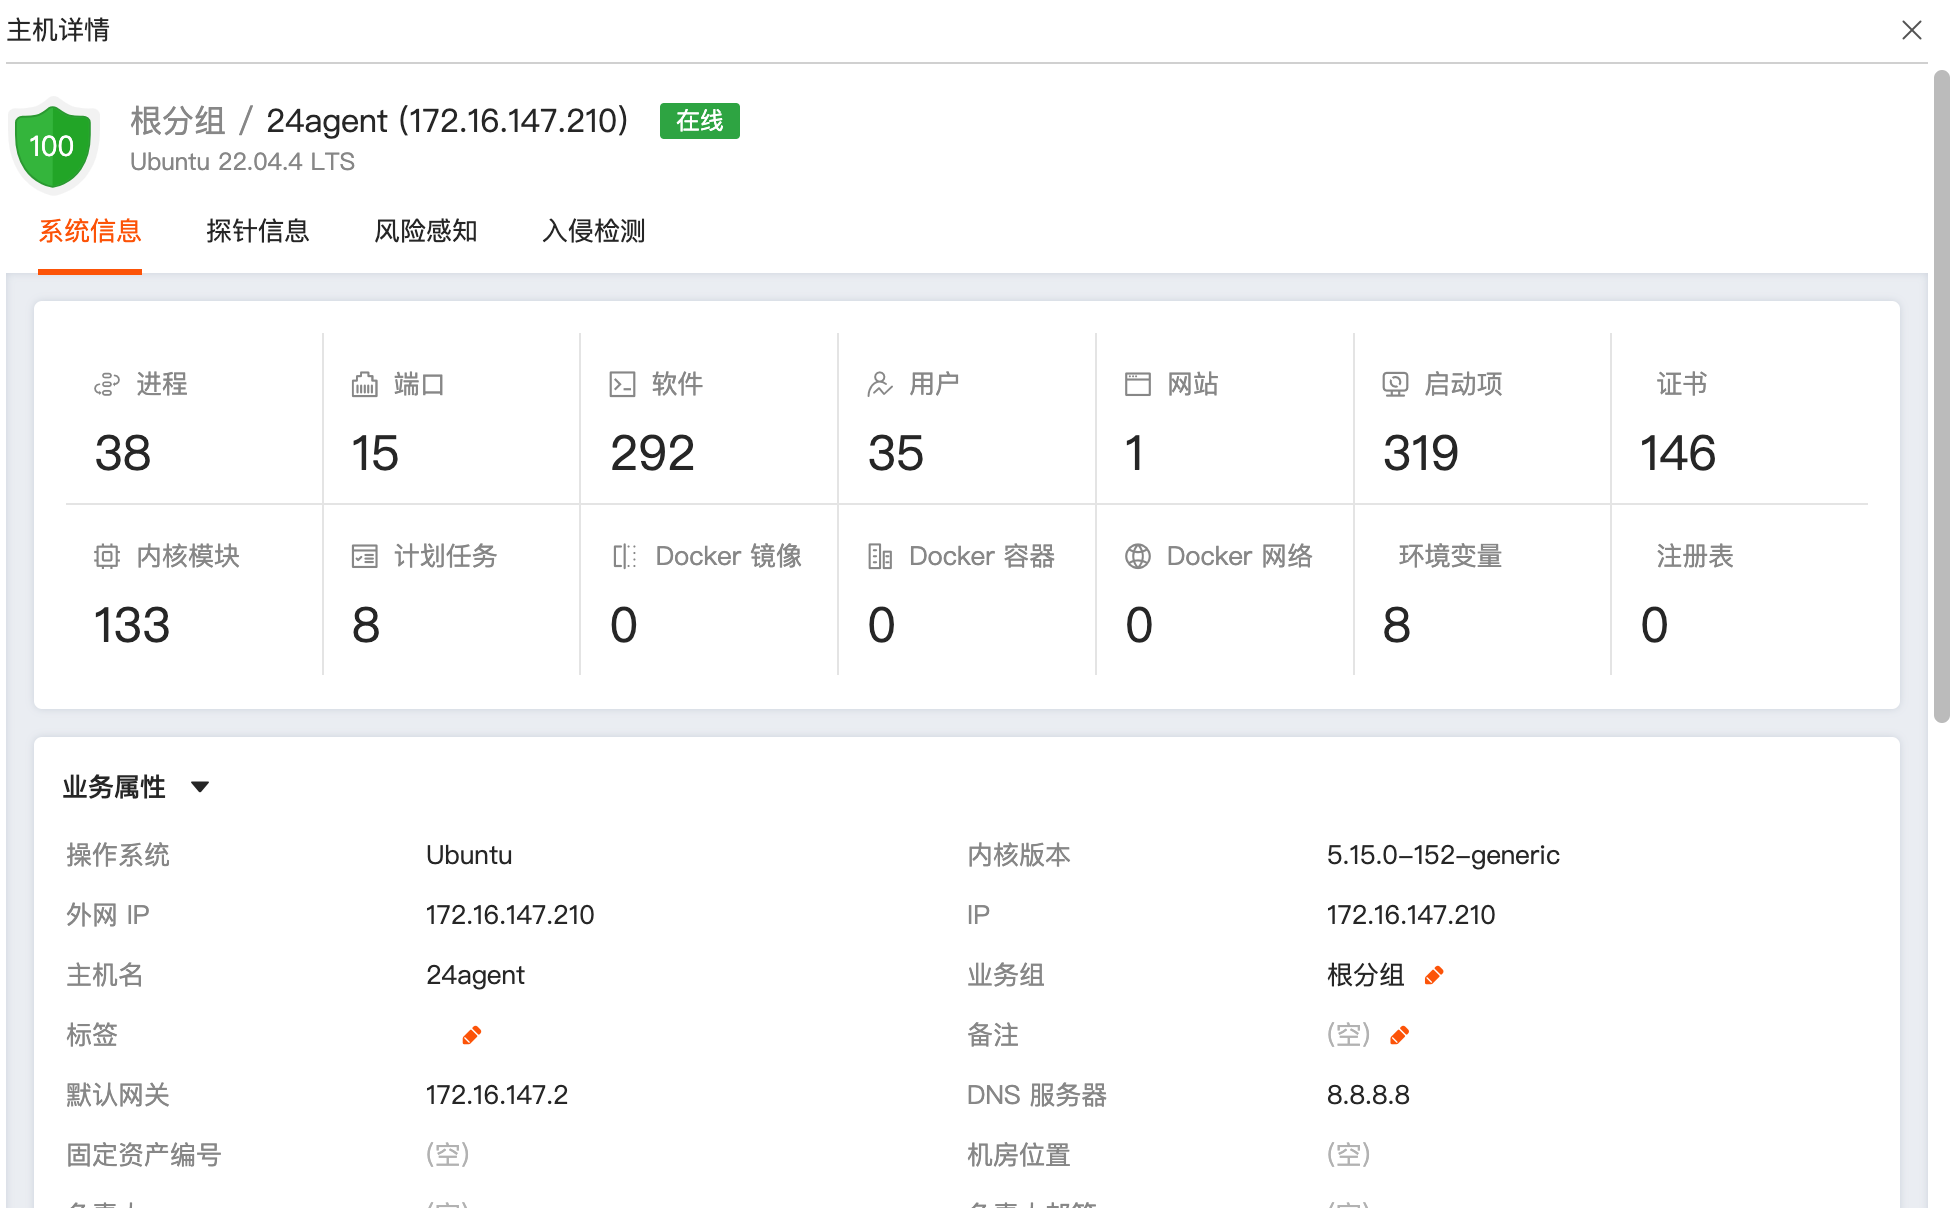 主机详情
100
根分组 / 24agent (172.16.147.210) 在线
Ubuntu 22.04.4 LTS
系统信息 探针信息 风险感知 入侵检测
进程 端口 软件 用户 网站 启动项 证书
38 15 292 35 1 319 146
内核模块 计划任务 Docker 镜像 Docker 容器 Docker 网络 环境变量 注册表
133 8 0 0 0 8 0
业务属性
操作系统 Ubuntu 内核版本 5.15.0-152-generic
外网 IP 172.16.147.210 IP 172.16.147.210
主机名 24agent 业务组 根分组
标签 备注 (空)
默认网关 172.16.147.2 DNS 服务器 8.8.8.8
固定资产编号 (空) 机房位置 (空)